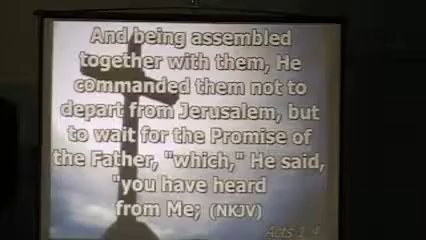 And being assembled
together with them, He
commanded them not to
depart from Jerusalem, but
to wait for the Promise of
the Father, "which," He said,
"you have heard
from Me; (NKJV)
Acts 1:4